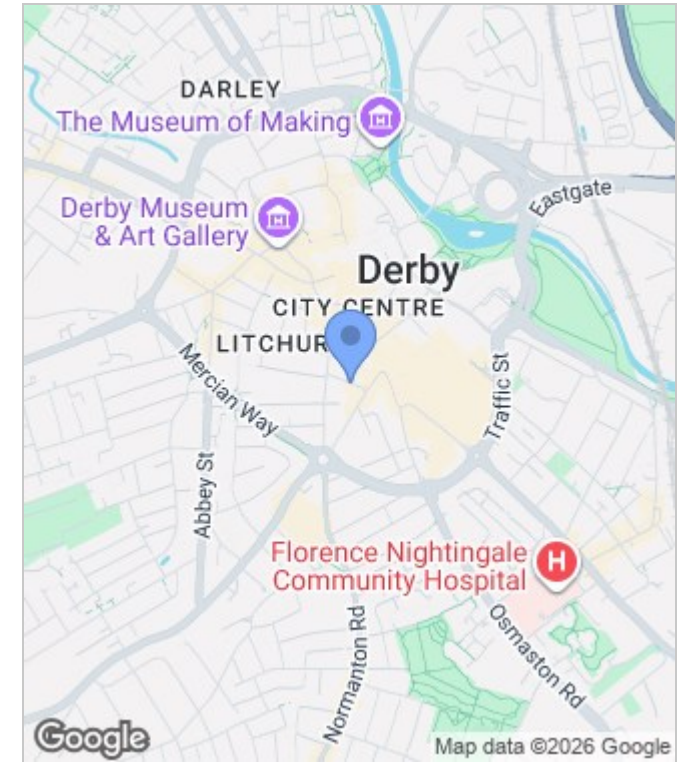 DARLEY
The Museum of Making
Derby Museum
& Art Gallery
Eastgate
Derby
CITY CENTRE
LITCHUR
Mercian Way
Traffic St
Abbey St
Florence Nightingale
Community Hospital
H
Normanton Rd
Osmaston Rd
Google
Map data ©2026 Google